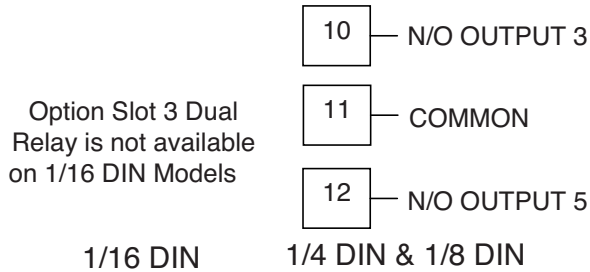 10 N/O OUTPUT 3
11 COMMON
12 N/O OUTPUT 5
Option Slot 3 Dual
Relay is not available
on 1/16 DIN Models
1/16 DIN
1/4 DIN & 1/8 DIN